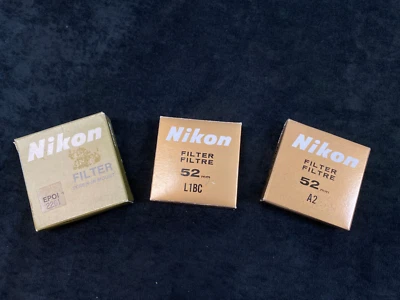 Nikon
FILTER
EPOI
Nikon
FILTER
FILTRE
52mm
L1BC
Nikon
FILTER
FILTRE
52mm
A2